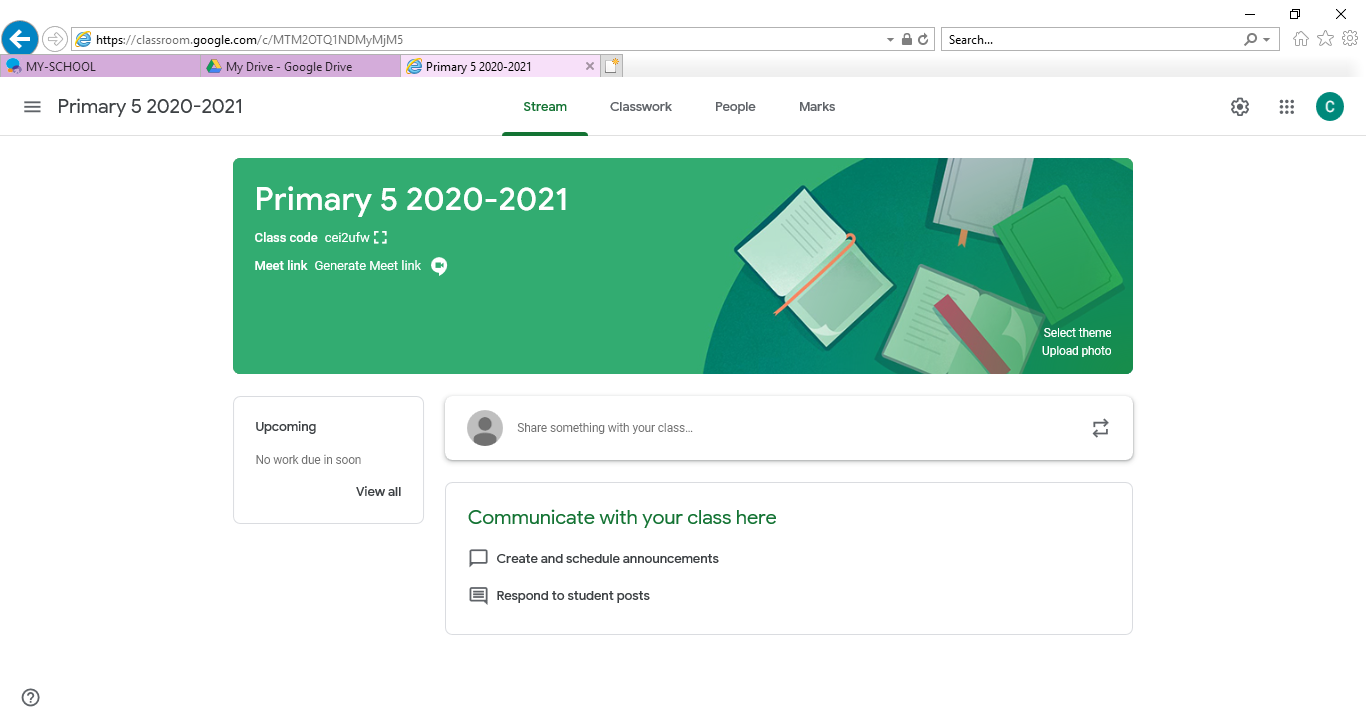 https://classroom.google.com/c/MTM2OTQ1NDMyMjM5
Search...
MY-SCHOOL
My Drive - Google Drive
Primary 5 2020-2021
Primary 5 2020-2021
Stream
Classwork
People
Marks
C
Primary 5 2020-2021
Class code cei2ufw
Meet link Generate Meet link
Select theme
Upload photo
Upcoming
No work due in soon
View all
Share something with your class...
Communicate with your class here
Create and schedule announcements
Respond to student posts